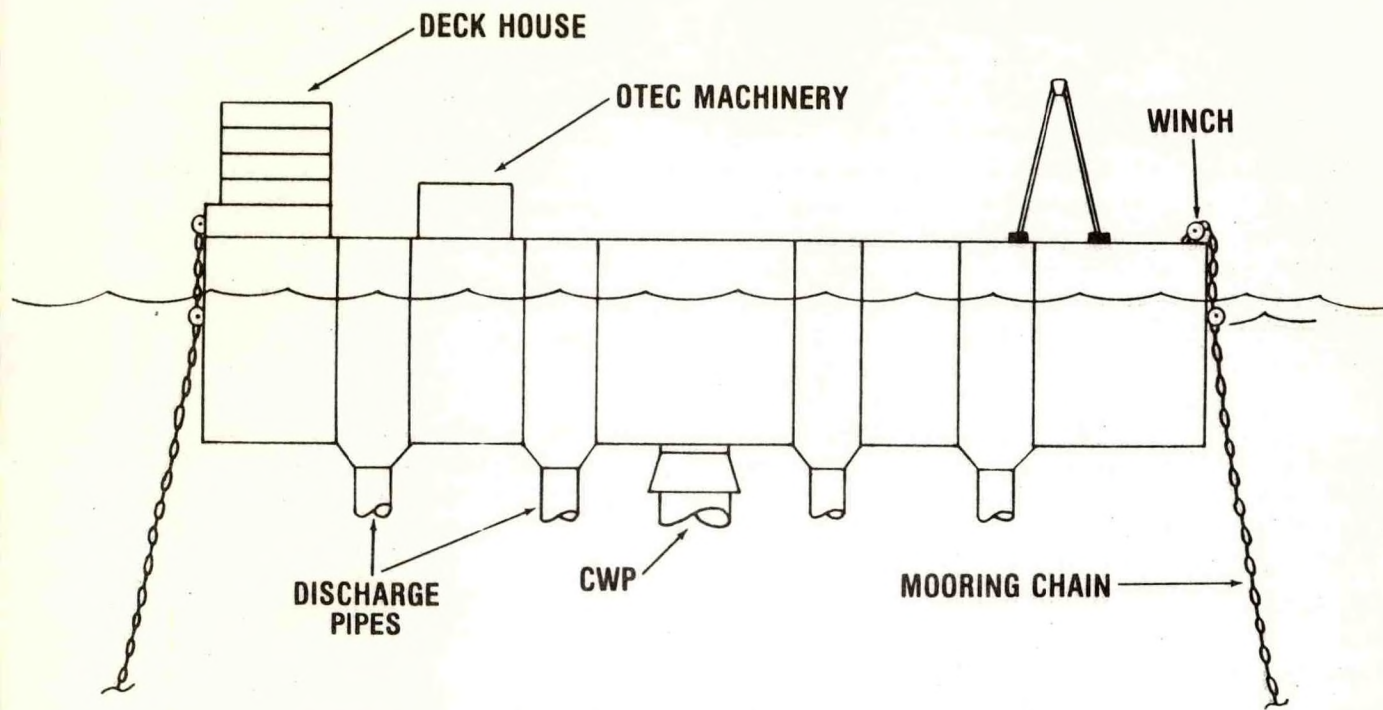 DECK HOUSE
OTEC MACHINERY
WINCH
DISCHARGE
PIPES
CWP
MOORING CHAIN